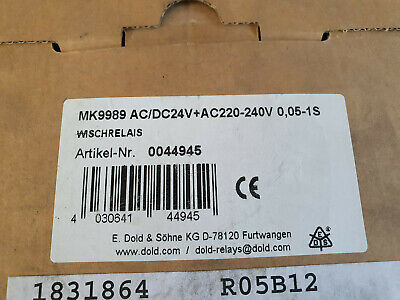 MK9989 AC/DC24V+AC220-240V 0,05-1S
WISCHRELAIS
Artikel-Nr. 0044945
4 030641 44945
CE
E. Dold & Söhne KG D-78120 Furtwangen
www.dold.com / dold-relays@dold.com
E D S
1831864 R05B12